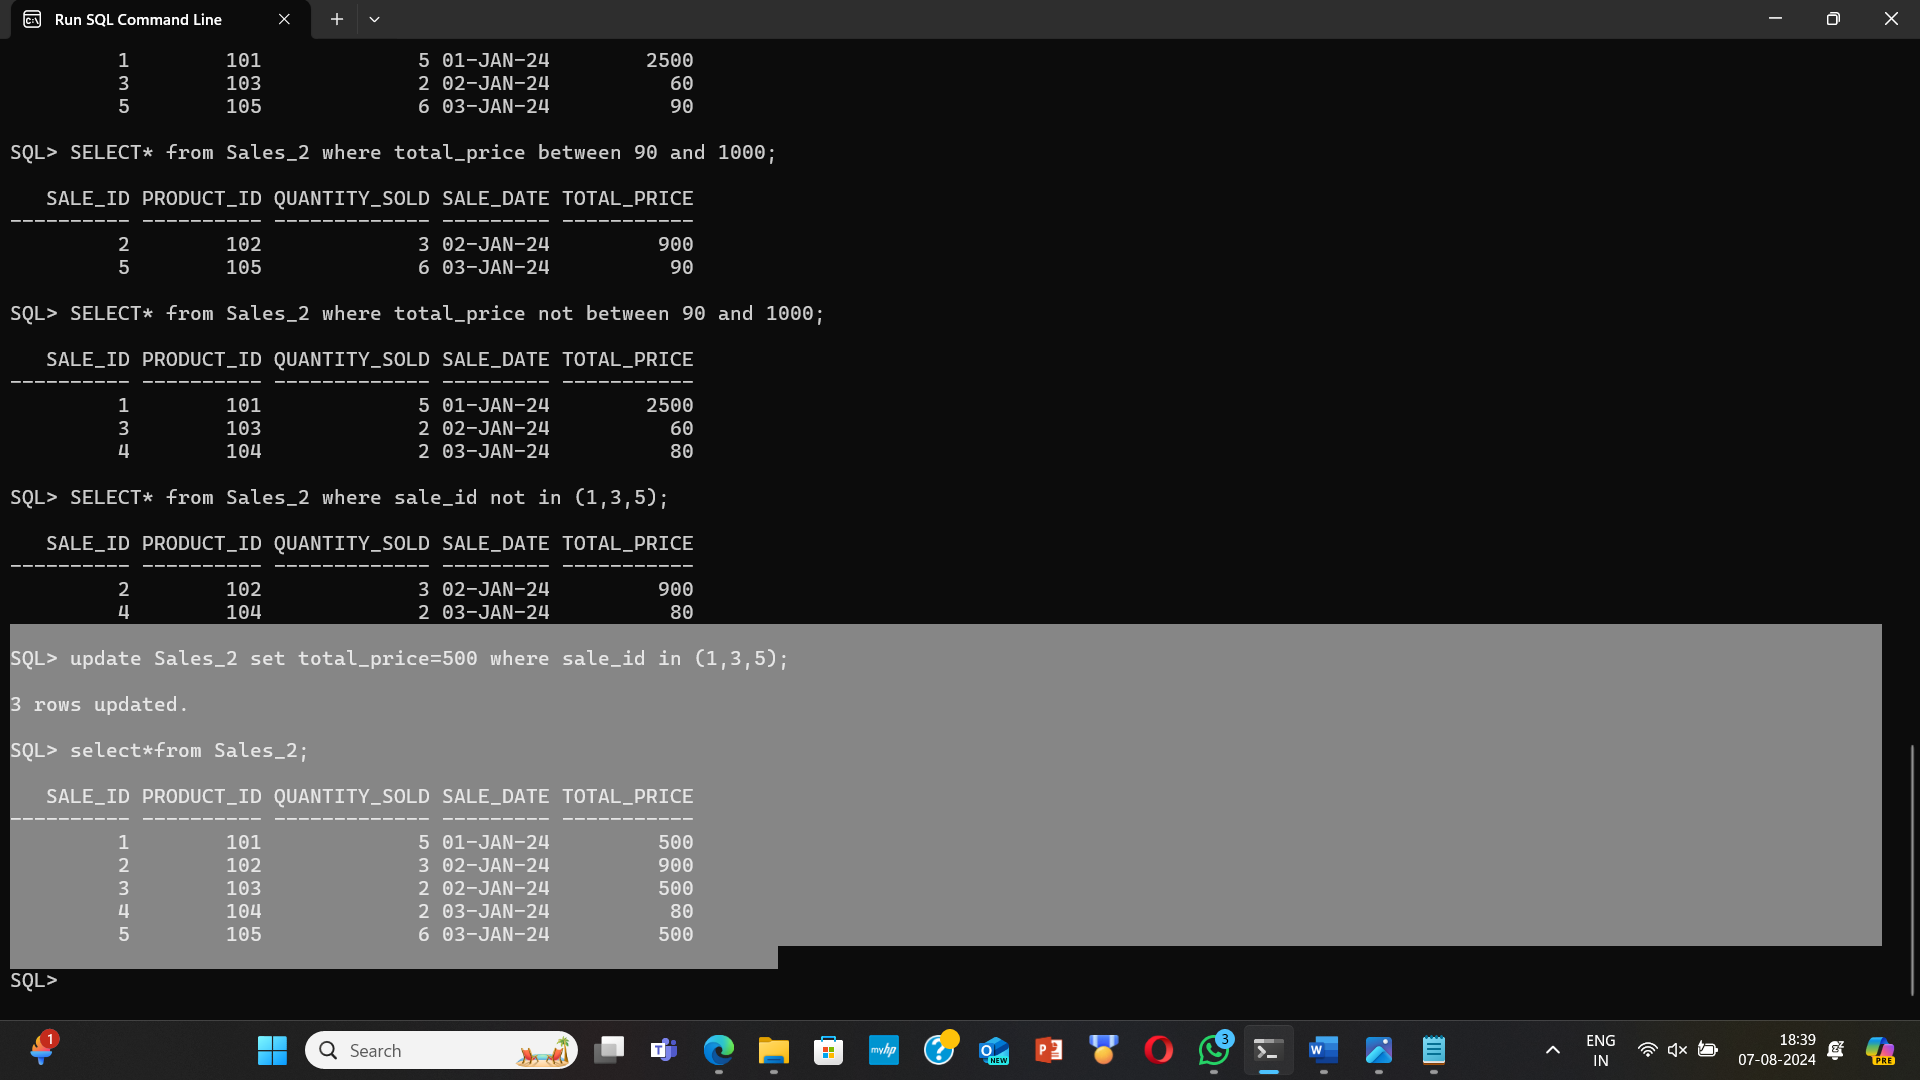 Run SQL Command Line
         1        101             5 01-JAN-24        2500
         3        103             2 02-JAN-24          60
         5        105             6 03-JAN-24          90
SQL> SELECT* from Sales_2 where total_price between 90 and 1000;
   SALE_ID PRODUCT_ID QUANTITY_SOLD SALE_DATE TOTAL_PRICE
---------- ---------- ------------- --------- -----------
         2        102             3 02-JAN-24         900
         5        105             6 03-JAN-24          90
SQL> SELECT* from Sales_2 where total_price not between 90 and 1000;
   SALE_ID PRODUCT_ID QUANTITY_SOLD SALE_DATE TOTAL_PRICE
---------- ---------- ------------- --------- -----------
         1        101             5 01-JAN-24        2500
         3        103             2 02-JAN-24          60
         4        104             2 03-JAN-24          80
SQL> SELECT* from Sales_2 where sale_id not in (1,3,5);
   SALE_ID PRODUCT_ID QUANTITY_SOLD SALE_DATE TOTAL_PRICE
---------- ---------- ------------- --------- -----------
         2        102             3 02-JAN-24         900
         4        104             2 03-JAN-24          80
SQL> update Sales_2 set total_price=500 where sale_id in (1,3,5);
3 rows updated.
SQL> select*from Sales_2;
   SALE_ID PRODUCT_ID QUANTITY_SOLD SALE_DATE TOTAL_PRICE
---------- ---------- ------------- --------- -----------
         1        101             5 01-JAN-24         500
         2        102             3 02-JAN-24         900
         3        103             2 02-JAN-24         500
         4        104             2 03-JAN-24          80
         5        105             6 03-JAN-24         500
SQL>
1
Search
myhp
NEW
3
ENG
IN
18:39
07-08-2024
PRE